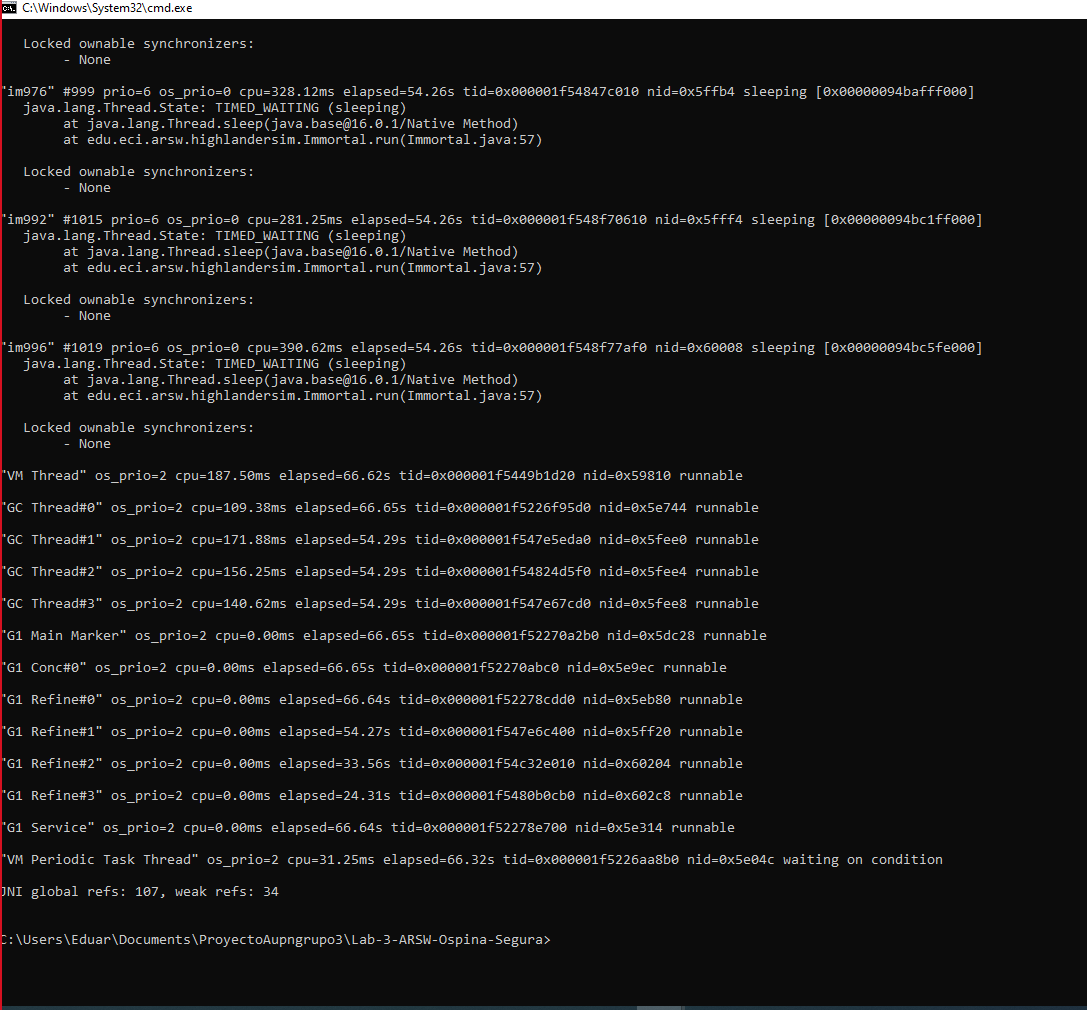 C:\Windows\System32\cmd.exe
Locked ownable synchronizers:
- None
"im976" #999 prio=6 os_prio=0 cpu=328.12ms elapsed=54.26s tid=0x000001f54847c010 nid=0x5ffb4 sleeping [0x00000094bafff000]
java.lang.Thread.State: TIMED_WAITING (sleeping)
at java.lang.Thread.sleep(java.base@16.0.1/Native Method)
at edu.eci.arsw.highlandersim.Immortal.run(Immortal.java:57)
Locked ownable synchronizers:
- None
"im992" #1015 prio=6 os_prio=0 cpu=281.25ms elapsed=54.26s tid=0x000001f548f70610 nid=0x5fff4 sleeping [0x00000094bc1ff000]
java.lang.Thread.State: TIMED_WAITING (sleeping)
at java.lang.Thread.sleep(java.base@16.0.1/Native Method)
at edu.eci.arsw.highlandersim.Immortal.run(Immortal.java:57)
Locked ownable synchronizers:
- None
"im996" #1019 prio=6 os_prio=0 cpu=390.62ms elapsed=54.26s tid=0x000001f548f77af0 nid=0x60008 sleeping [0x00000094bc5fe000]
java.lang.Thread.State: TIMED_WAITING (sleeping)
at java.lang.Thread.sleep(java.base@16.0.1/Native Method)
at edu.eci.arsw.highlandersim.Immortal.run(Immortal.java:57)
Locked ownable synchronizers:
- None
"VM Thread" os_prio=2 cpu=187.50ms elapsed=66.62s tid=0x000001f5449b1d20 nid=0x59810 runnable
"GC Thread#0" os_prio=2 cpu=109.38ms elapsed=66.65s tid=0x000001f5226f95d0 nid=0x5e744 runnable
"GC Thread#1" os_prio=2 cpu=171.88ms elapsed=54.29s tid=0x000001f547e5eda0 nid=0x5fee0 runnable
"GC Thread#2" os_prio=2 cpu=156.25ms elapsed=54.29s tid=0x000001f54824d5f0 nid=0x5fee4 runnable
"GC Thread#3" os_prio=2 cpu=140.62ms elapsed=54.29s tid=0x000001f547e67cd0 nid=0x5fee8 runnable
"G1 Main Marker" os_prio=2 cpu=0.00ms elapsed=66.65s tid=0x000001f52270a2b0 nid=0x5dc28 runnable
"G1 Conc#0" os_prio=2 cpu=0.00ms elapsed=66.65s tid=0x000001f52270abc0 nid=0x5e9ec runnable
"G1 Refine#0" os_prio=2 cpu=0.00ms elapsed=66.64s tid=0x000001f52278cdd0 nid=0x5eb80 runnable
"G1 Refine#1" os_prio=2 cpu=0.00ms elapsed=54.27s tid=0x000001f547e6c400 nid=0x5ff20 runnable
"G1 Refine#2" os_prio=2 cpu=0.00ms elapsed=33.56s tid=0x000001f54c32e010 nid=0x60204 runnable
"G1 Refine#3" os_prio=2 cpu=0.00ms elapsed=24.31s tid=0x000001f5480b0cb0 nid=0x602c8 runnable
"G1 Service" os_prio=2 cpu=0.00ms elapsed=66.64s tid=0x000001f52278e700 nid=0x5e314 runnable
"VM Periodic Task Thread" os_prio=2 cpu=31.25ms elapsed=66.32s tid=0x000001f5226aa8b0 nid=0x5e04c waiting on condition
JNI global refs: 107, weak refs: 34
C:\Users\Eduar\Documents\ProyectoAupngrupo3\Lab-3-ARSW-Ospina-Segura>